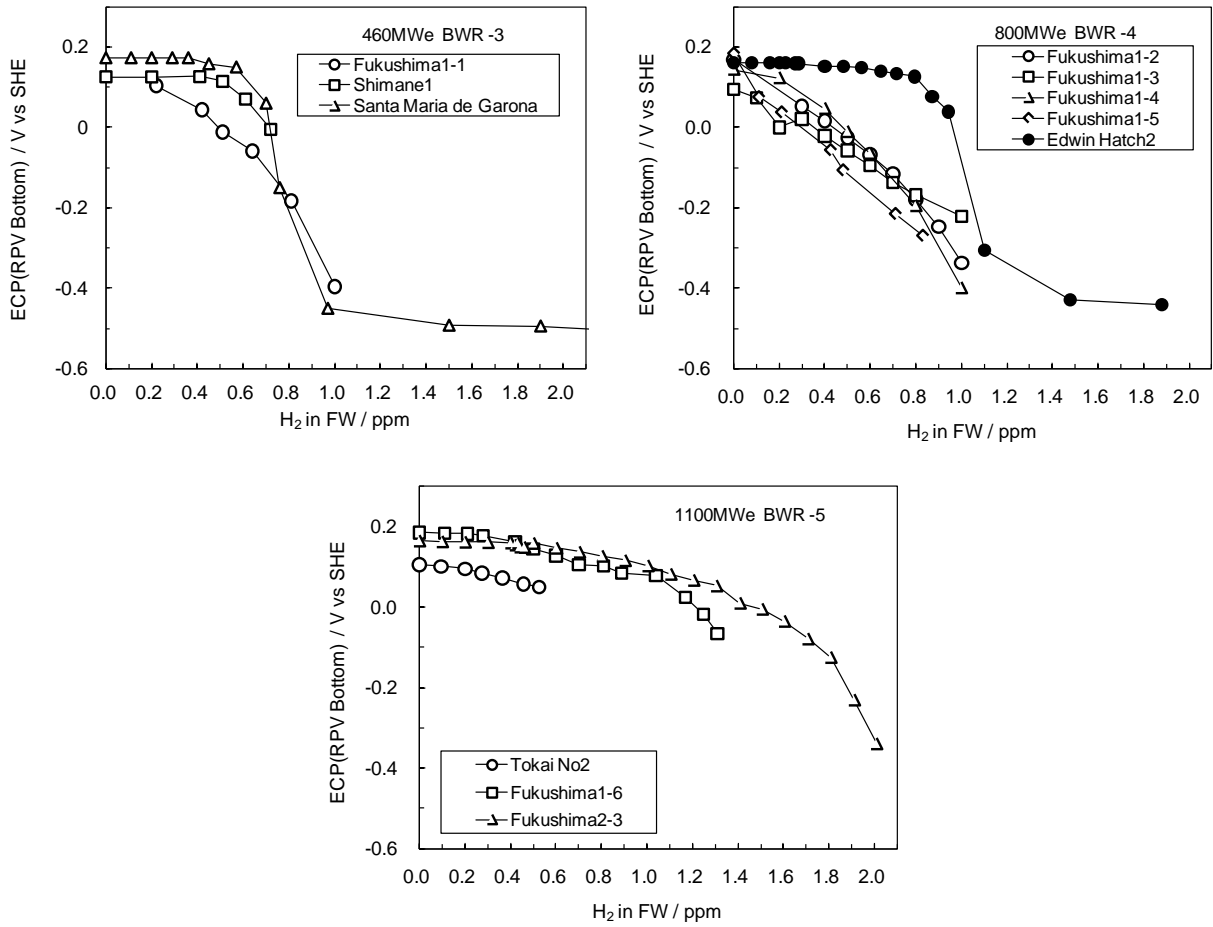 460MWe BWR -3
Fukushima1-1
Shimane1
Santa Maria de Garona
ECP(RPV Bottom) / V vs SHE
0.2
0.0
-0.2
-0.4
-0.6
0.0 0.2 0.4 0.6 0.8 1.0 1.2 1.4 1.6 1.8 2.0
H2 in FW / ppm
800MWe BWR -4
Fukushima1-2
Fukushima1-3
Fukushima1-4
Fukushima1-5
Edwin Hatch2
ECP(RPV Bottom) / V vs SHE
0.2
0.0
-0.2
-0.4
-0.6
0.0 0.2 0.4 0.6 0.8 1.0 1.2 1.4 1.6 1.8 2.0
H2 in FW / ppm
1100MWe BWR -5
ECP(RPV Bottom) / V vs SHE
0.2
0.0
-0.2
-0.4
-0.6
Tokai No2
Fukushima1-6
Fukushima2-3
0.0 0.2 0.4 0.6 0.8 1.0 1.2 1.4 1.6 1.8 2.0
H2 in FW / ppm